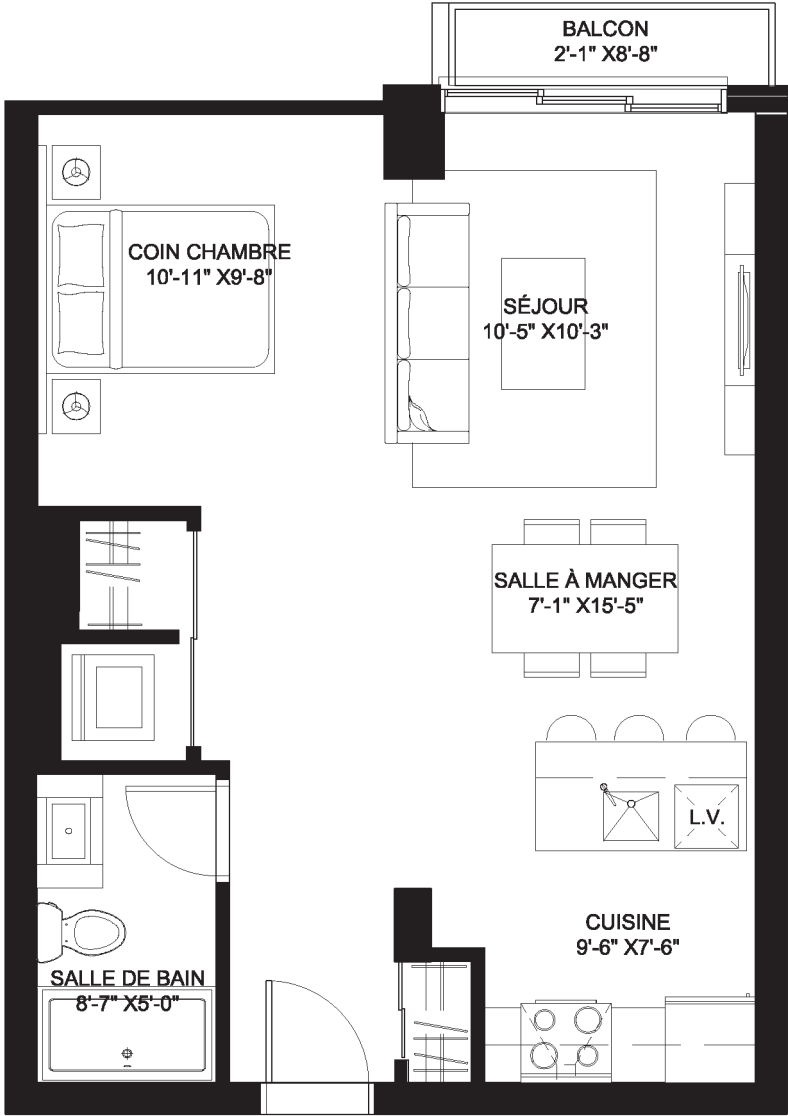 BALCON
2'-1" X8'-8"
COIN CHAMBRE
10'-11" X9'-8"
SÉJOUR
10'-5" X10'-3"
SALLE À MANGER
7'-1" X15'-5"
L.V.
CUISINE
9'-6" X7'-6"
SALLE DE BAIN
8'-7" X5'-0"